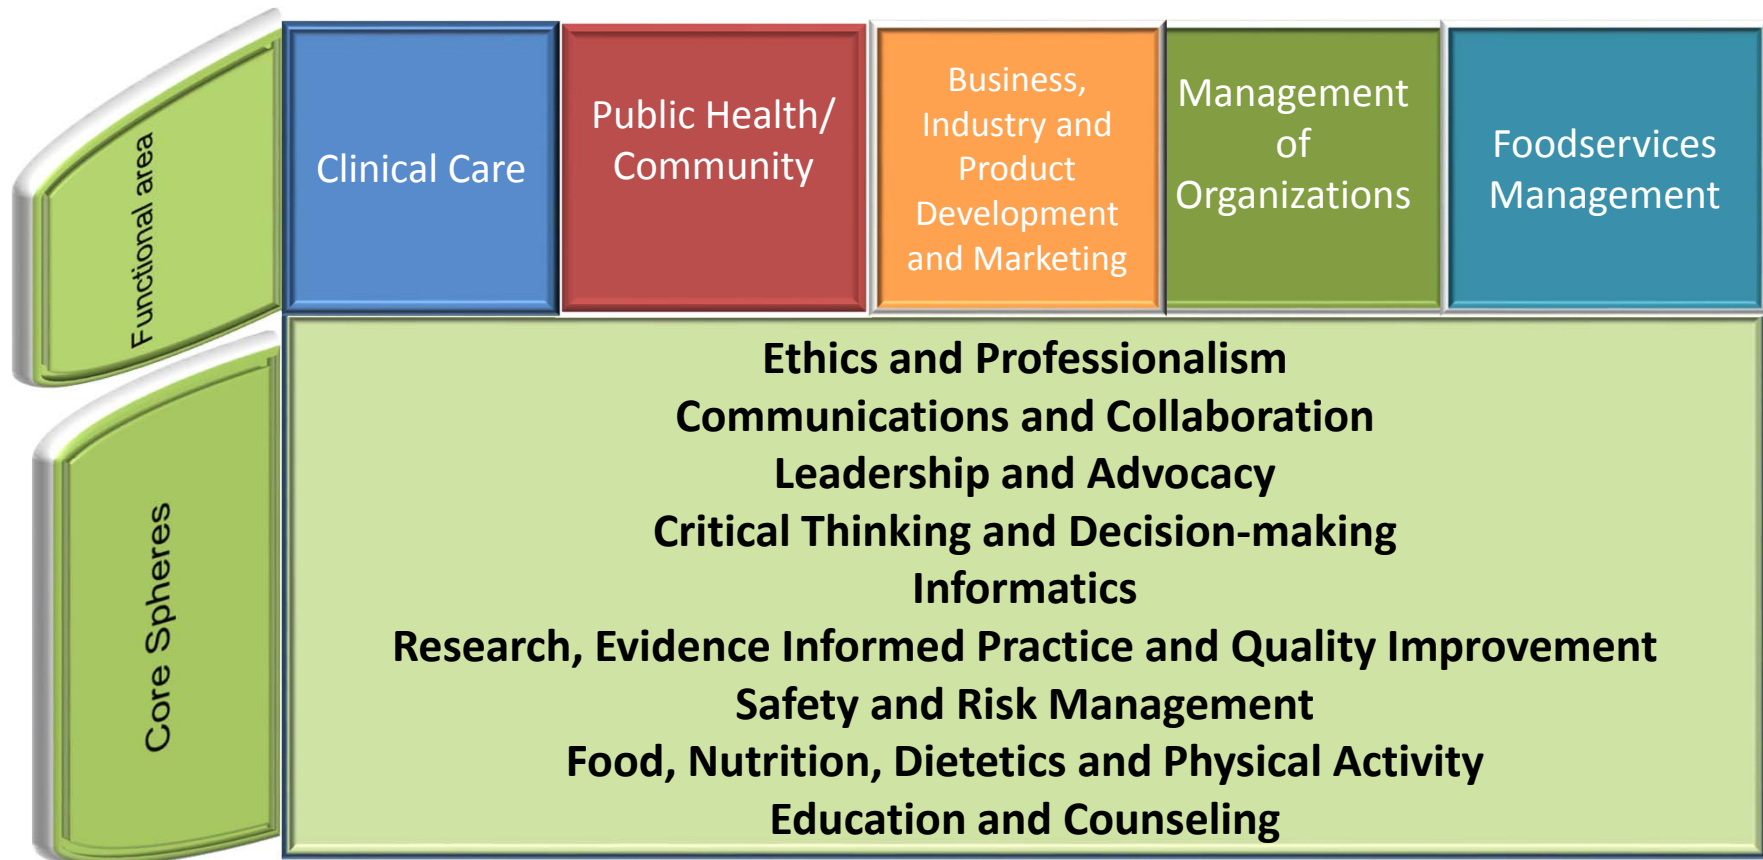 Functional area
Clinical Care
Public Health/
Community
Business,
Industry and
Product
Development
and Marketing
Management
of
Organizations
Foodservices
Management
Core Spheres
Ethics and Professionalism
Communications and Collaboration
Leadership and Advocacy
Critical Thinking and Decision-making
Informatics
Research, Evidence Informed Practice and Quality Improvement
Safety and Risk Management
Food, Nutrition, Dietetics and Physical Activity
Education and Counseling